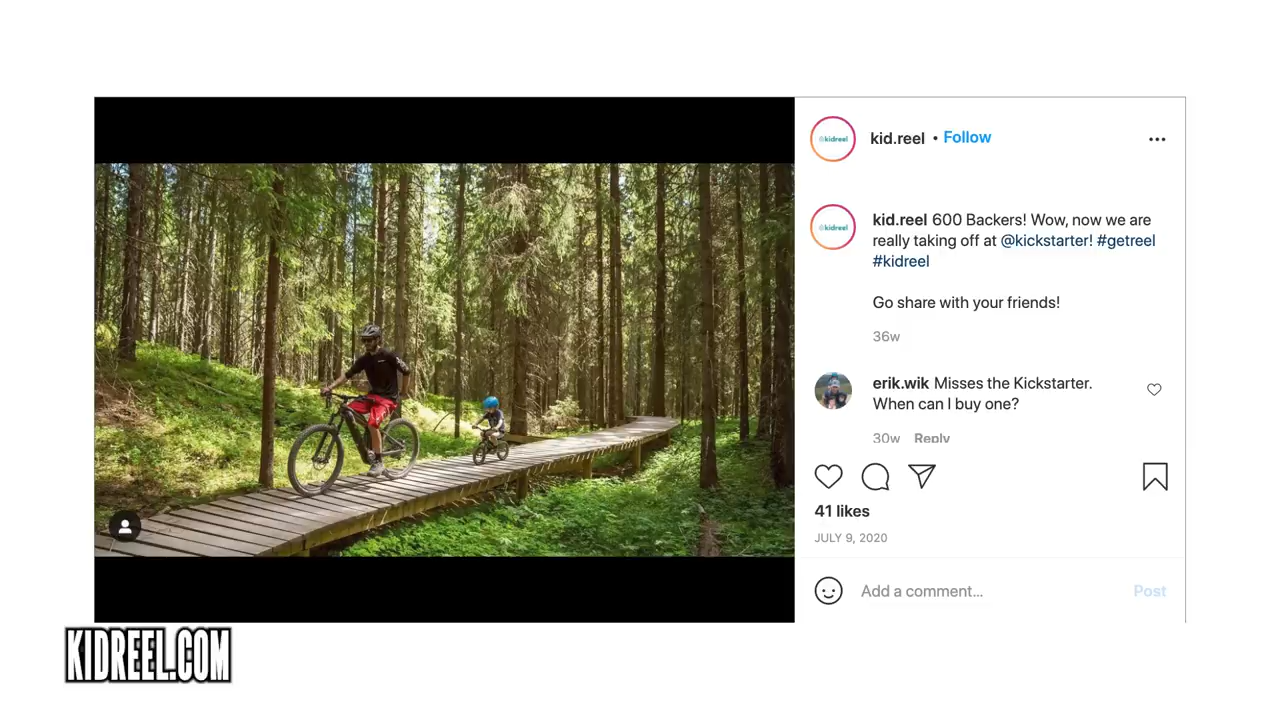 kidreel
kid.reel • Follow
kidreel
kid.reel 600 Backers! Wow, now we are
really taking off at @kickstarter! #getreel
#kidreel
Go share with your friends!
36w
erik.wik Misses the Kickstarter.
When can I buy one?
30w Reply
41 likes
JULY 9, 2020
Add a comment...
Post
KIDREEL.COM